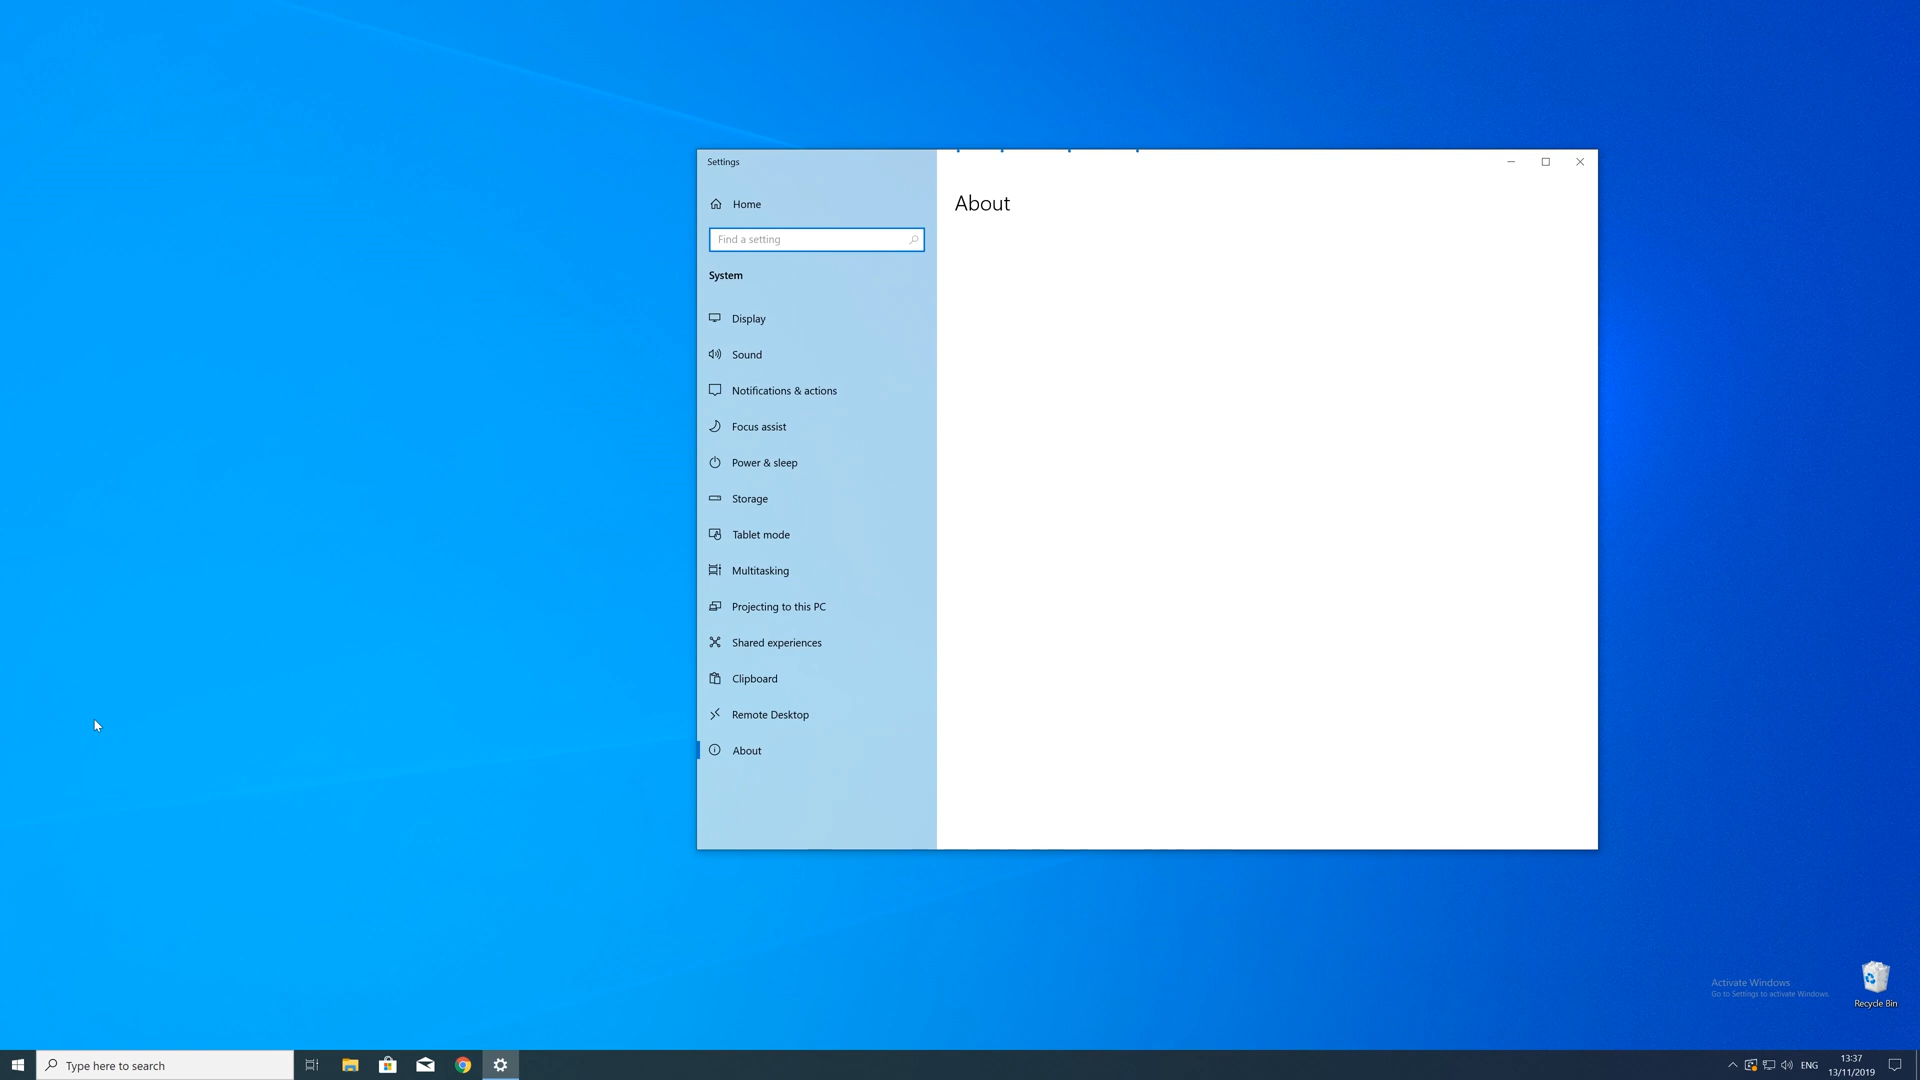 Settings
Home
Find a setting
System
Display
Sound
Notifications & actions
Focus assist
Power & sleep
Storage
Tablet mode
Multitasking
Projecting to this PC
Shared experiences
Clipboard
Remote Desktop
About
About
Activate Windows
Go to Settings to activate Windows.
Recycle Bin
Type here to search
ENG
13:37
13/11/2019